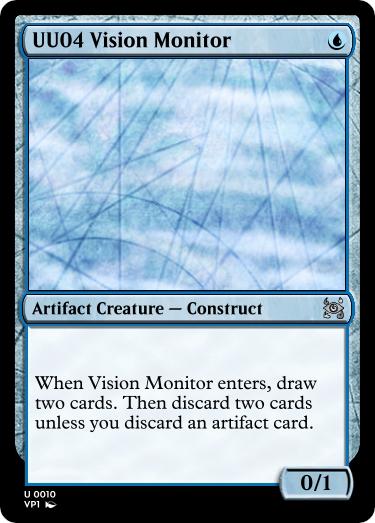 UU04 Vision Monitor
Artifact Creature — Construct
When Vision Monitor enters, draw
two cards. Then discard two cards
unless you discard an artifact card.
0/1
U 0010
VP1